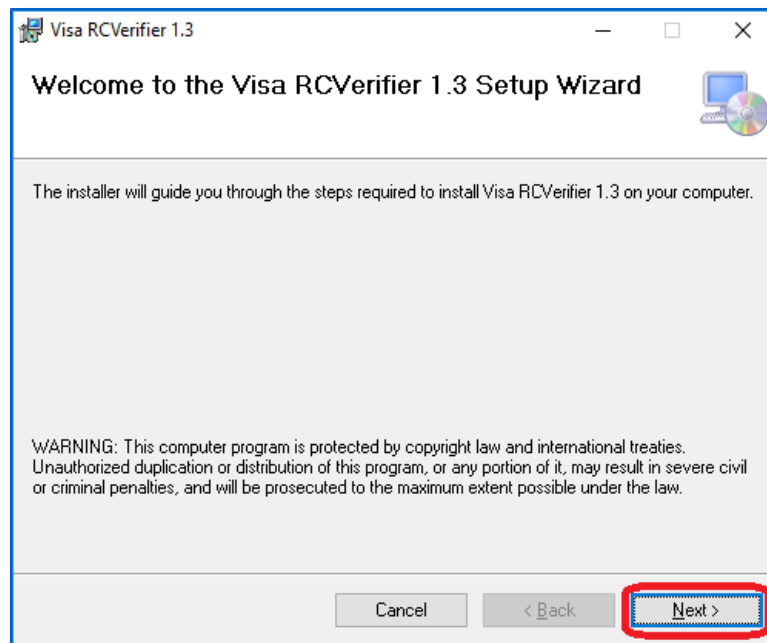 Visa RCVerifier 1.3
Welcome to the Visa RCVerifier 1.3 Setup Wizard
The installer will guide you through the steps required to install Visa RCVerifier 1.3 on your computer.
WARNING: This computer program is protected by copyright law and international treaties.
Unauthorized duplication or distribution of this program, or any portion of it, may result in severe civil
or criminal penalties, and will be prosecuted to the maximum extent possible under the law.
Cancel < Back Next >